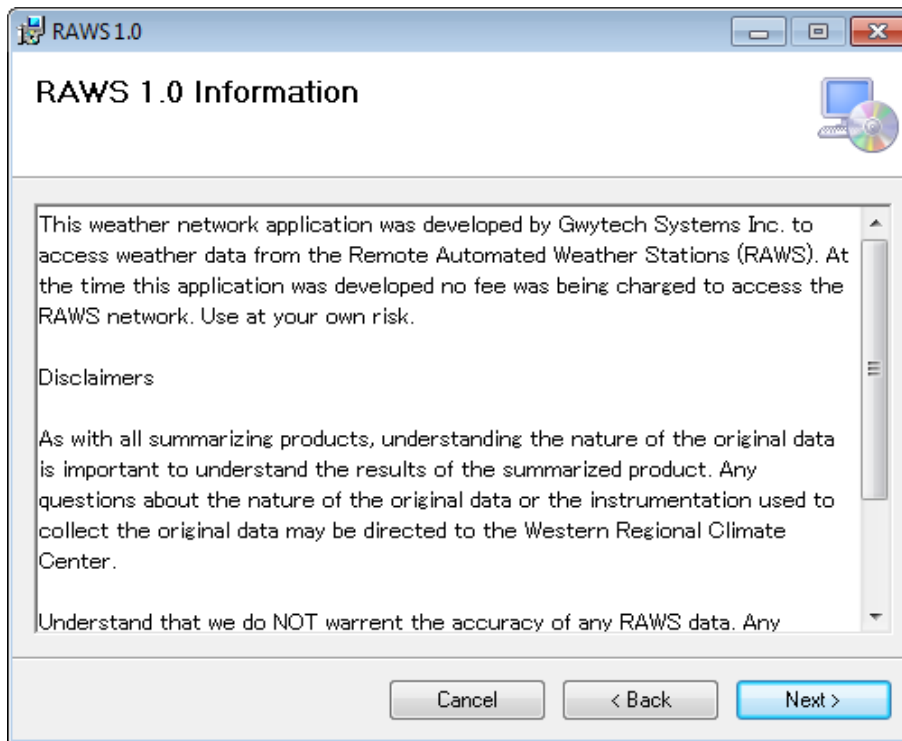 RAWS 1.0
RAWS 1.0 Information
This weather network application was developed by Gwytech Systems Inc. to
access weather data from the Remote Automated Weather Stations (RAWS). At
the time this application was developed no fee was being charged to access the
RAWS network. Use at your own risk.
Disclaimers
As with all summarizing products, understanding the nature of the original data
is important to understand the results of the summarized product. Any
questions about the nature of the original data or the instrumentation used to
collect the original data may be directed to the Western Regional Climate
Center.
Understand that we do NOT warrent the accuracy of any RAWS data. Any
Cancel
< Back
Next >